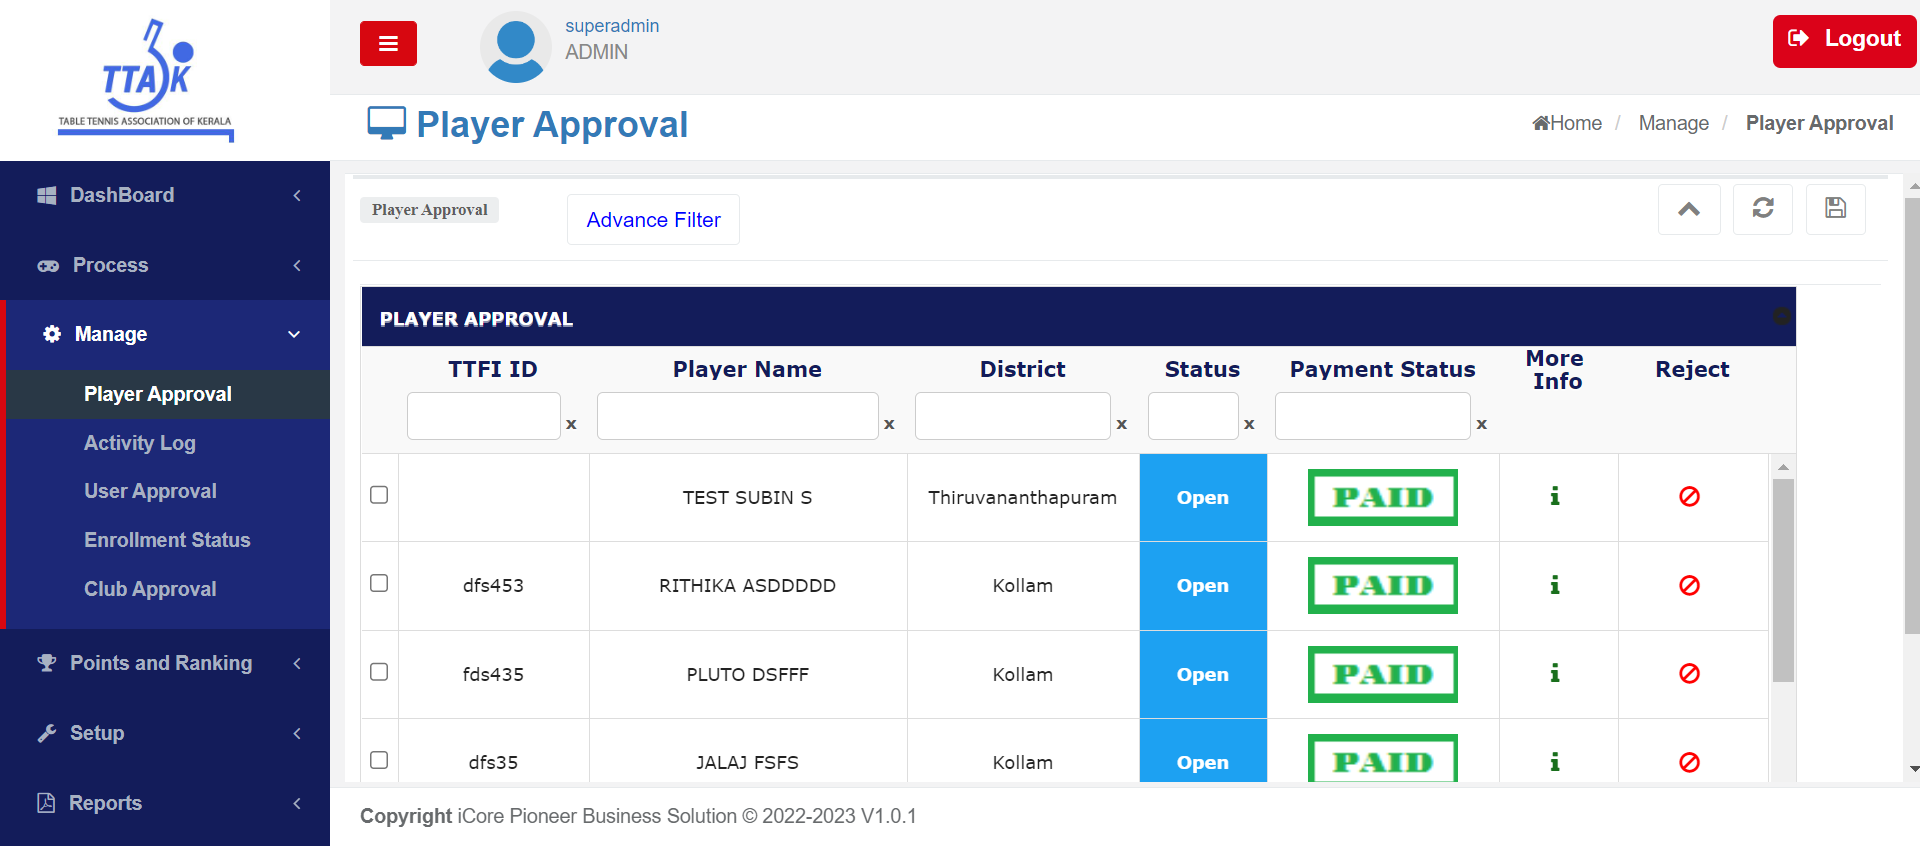 TTAK
TABLE TENNIS ASSOCIATION OF KERALA
superadmin
ADMIN
Logout
Player Approval
Home / Manage / Player Approval
DashBoard
Process
Manage
Player Approval
Activity Log
User Approval
Enrollment Status
Club Approval
Points and Ranking
Setup
Reports
Player Approval
Advance Filter
PLAYER APPROVAL
TTFI ID Player Name District Status Payment Status More Info Reject
x x x x x
TEST SUBIN S Thiruvananthapuram Open PAID
dfs453 RITHIKA ASDDDDD Kollam Open PAID
fds435 PLUTO DSFFF Kollam Open PAID
dfs35 JALAJ FSFS Kollam Open PAID
Copyright iCore Pioneer Business Solution © 2022-2023 V1.0.1